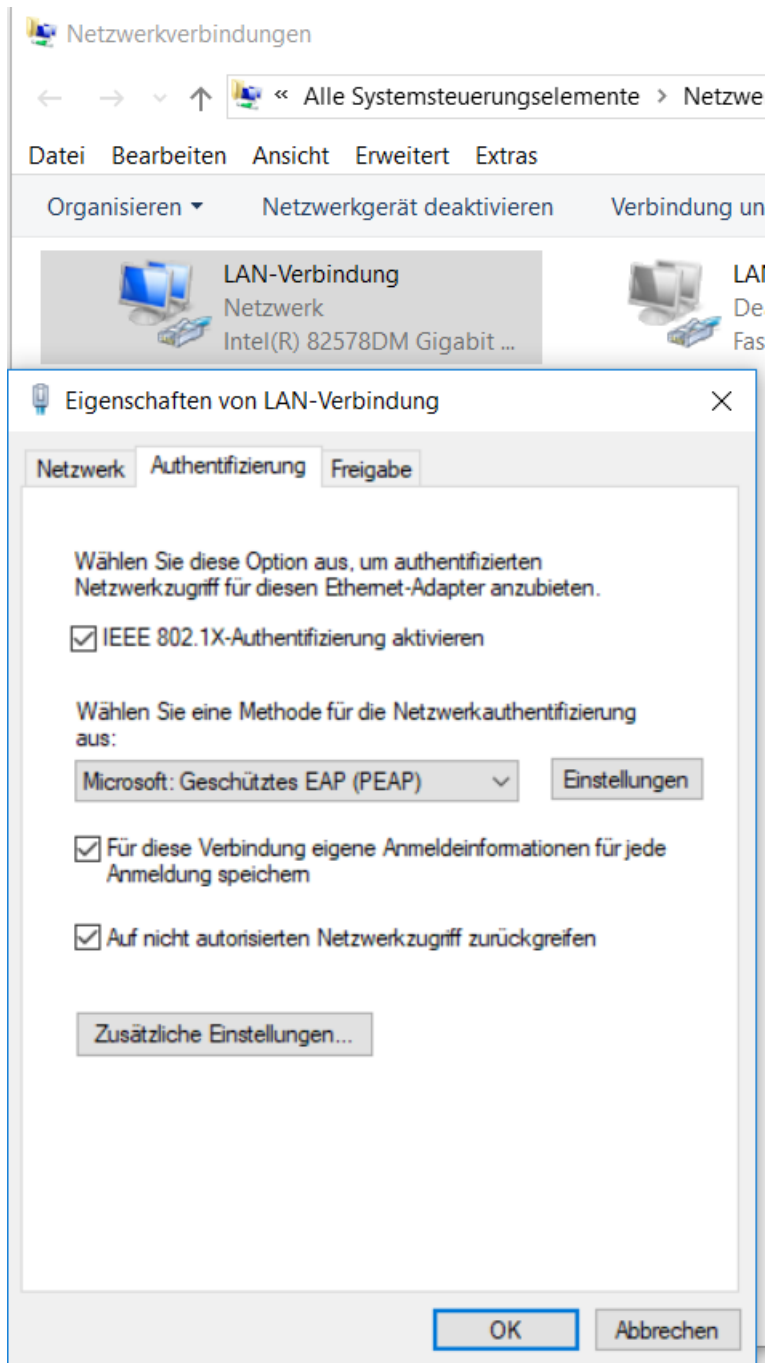 Netzwerkverbindungen
« Alle Systemsteuerungselemente > Netzwe
Datei Bearbeiten Ansicht Erweitert Extras
Organisieren Netzwerkgerät deaktivieren Verbindung un
LAN-Verbindung
Netzwerk
Intel(R) 82578DM Gigabit ...
LAN
Dea
Fas
Eigenschaften von LAN-Verbindung
Netzwerk Authentifizierung Freigabe
Wählen Sie diese Option aus, um authentifizierten
Netzwerkzugriff für diesen Ethernet-Adapter anzubieten.
IEEE 802.1X-Authentifizierung aktivieren
Wählen Sie eine Methode für die Netzwerkauthentifizierung
aus:
Microsoft: Geschütztes EAP (PEAP) Einstellungen
Für diese Verbindung eigene Anmeldeinformationen für jede
Anmeldung speichern
Auf nicht autorisierten Netzwerkzugriff zurückgreifen
Zusätzliche Einstellungen...
OK Abbrechen